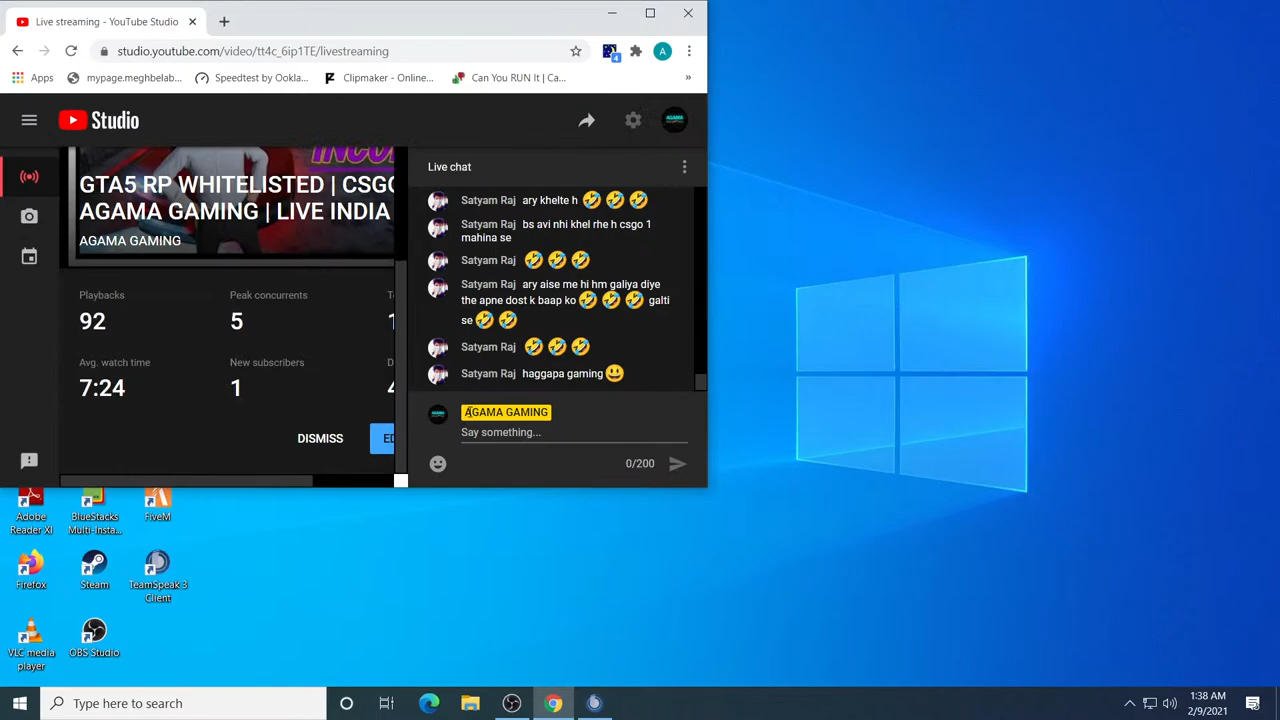 Live streaming - YouTube Studio
studio.youtube.com/video/tt4c_6ip1TE/livestreaming
4
A
Apps
mypage.meghbelab...
Speedtest by Ookla...
Clipmaker - Online...
Can You RUN It | Ca...
»
Studio
AGAMA
GTA5 RP WHITELISTED | CSGO
AGAMA GAMING | LIVE INDIA
AGAMA GAMING
Playbacks
92
Peak concurrents
5
Avg. watch time
7:24
New subscribers
1
DISMISS
Live chat
Satyam Raj ary khelte h 🤣🤣🤣
Satyam Raj bs avi nhi khel rhe h csgo 1
mahina se
Satyam Raj 🤣🤣🤣
Satyam Raj ary aise me hi hm galiya diye
the apne dost k baap ko 🤣🤣🤣 galti
se 🤣🤣
Satyam Raj 🤣🤣🤣
Satyam Raj haggapa gaming😃
AGAMA GAMING
Say something...
0/200
Adobe
Reader XI
BlueStacks
Multi-Insta...
FiveM
Firefox
Steam
TeamSpeak 3
Client
VLC media
player
OBS Studio
Type here to search
1:38 AM
2/9/2021